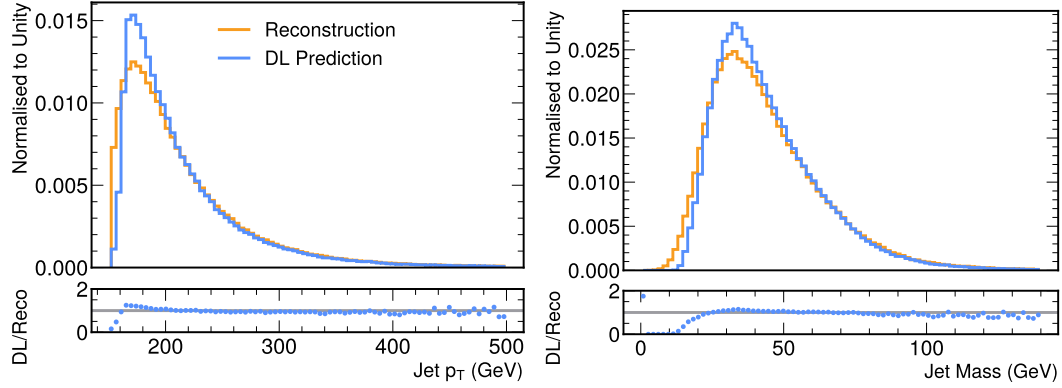 Normalised to Unity
0.015
0.010
0.005
0.000
Reconstruction
DL Prediction
DL/Reco
2
1
0
200
300
400
500
Jet pT (GeV)
Normalised to Unity
0.025
0.020
0.015
0.010
0.005
0.000
DL/Reco
2
1
0
0
50
100
Jet Mass (GeV)